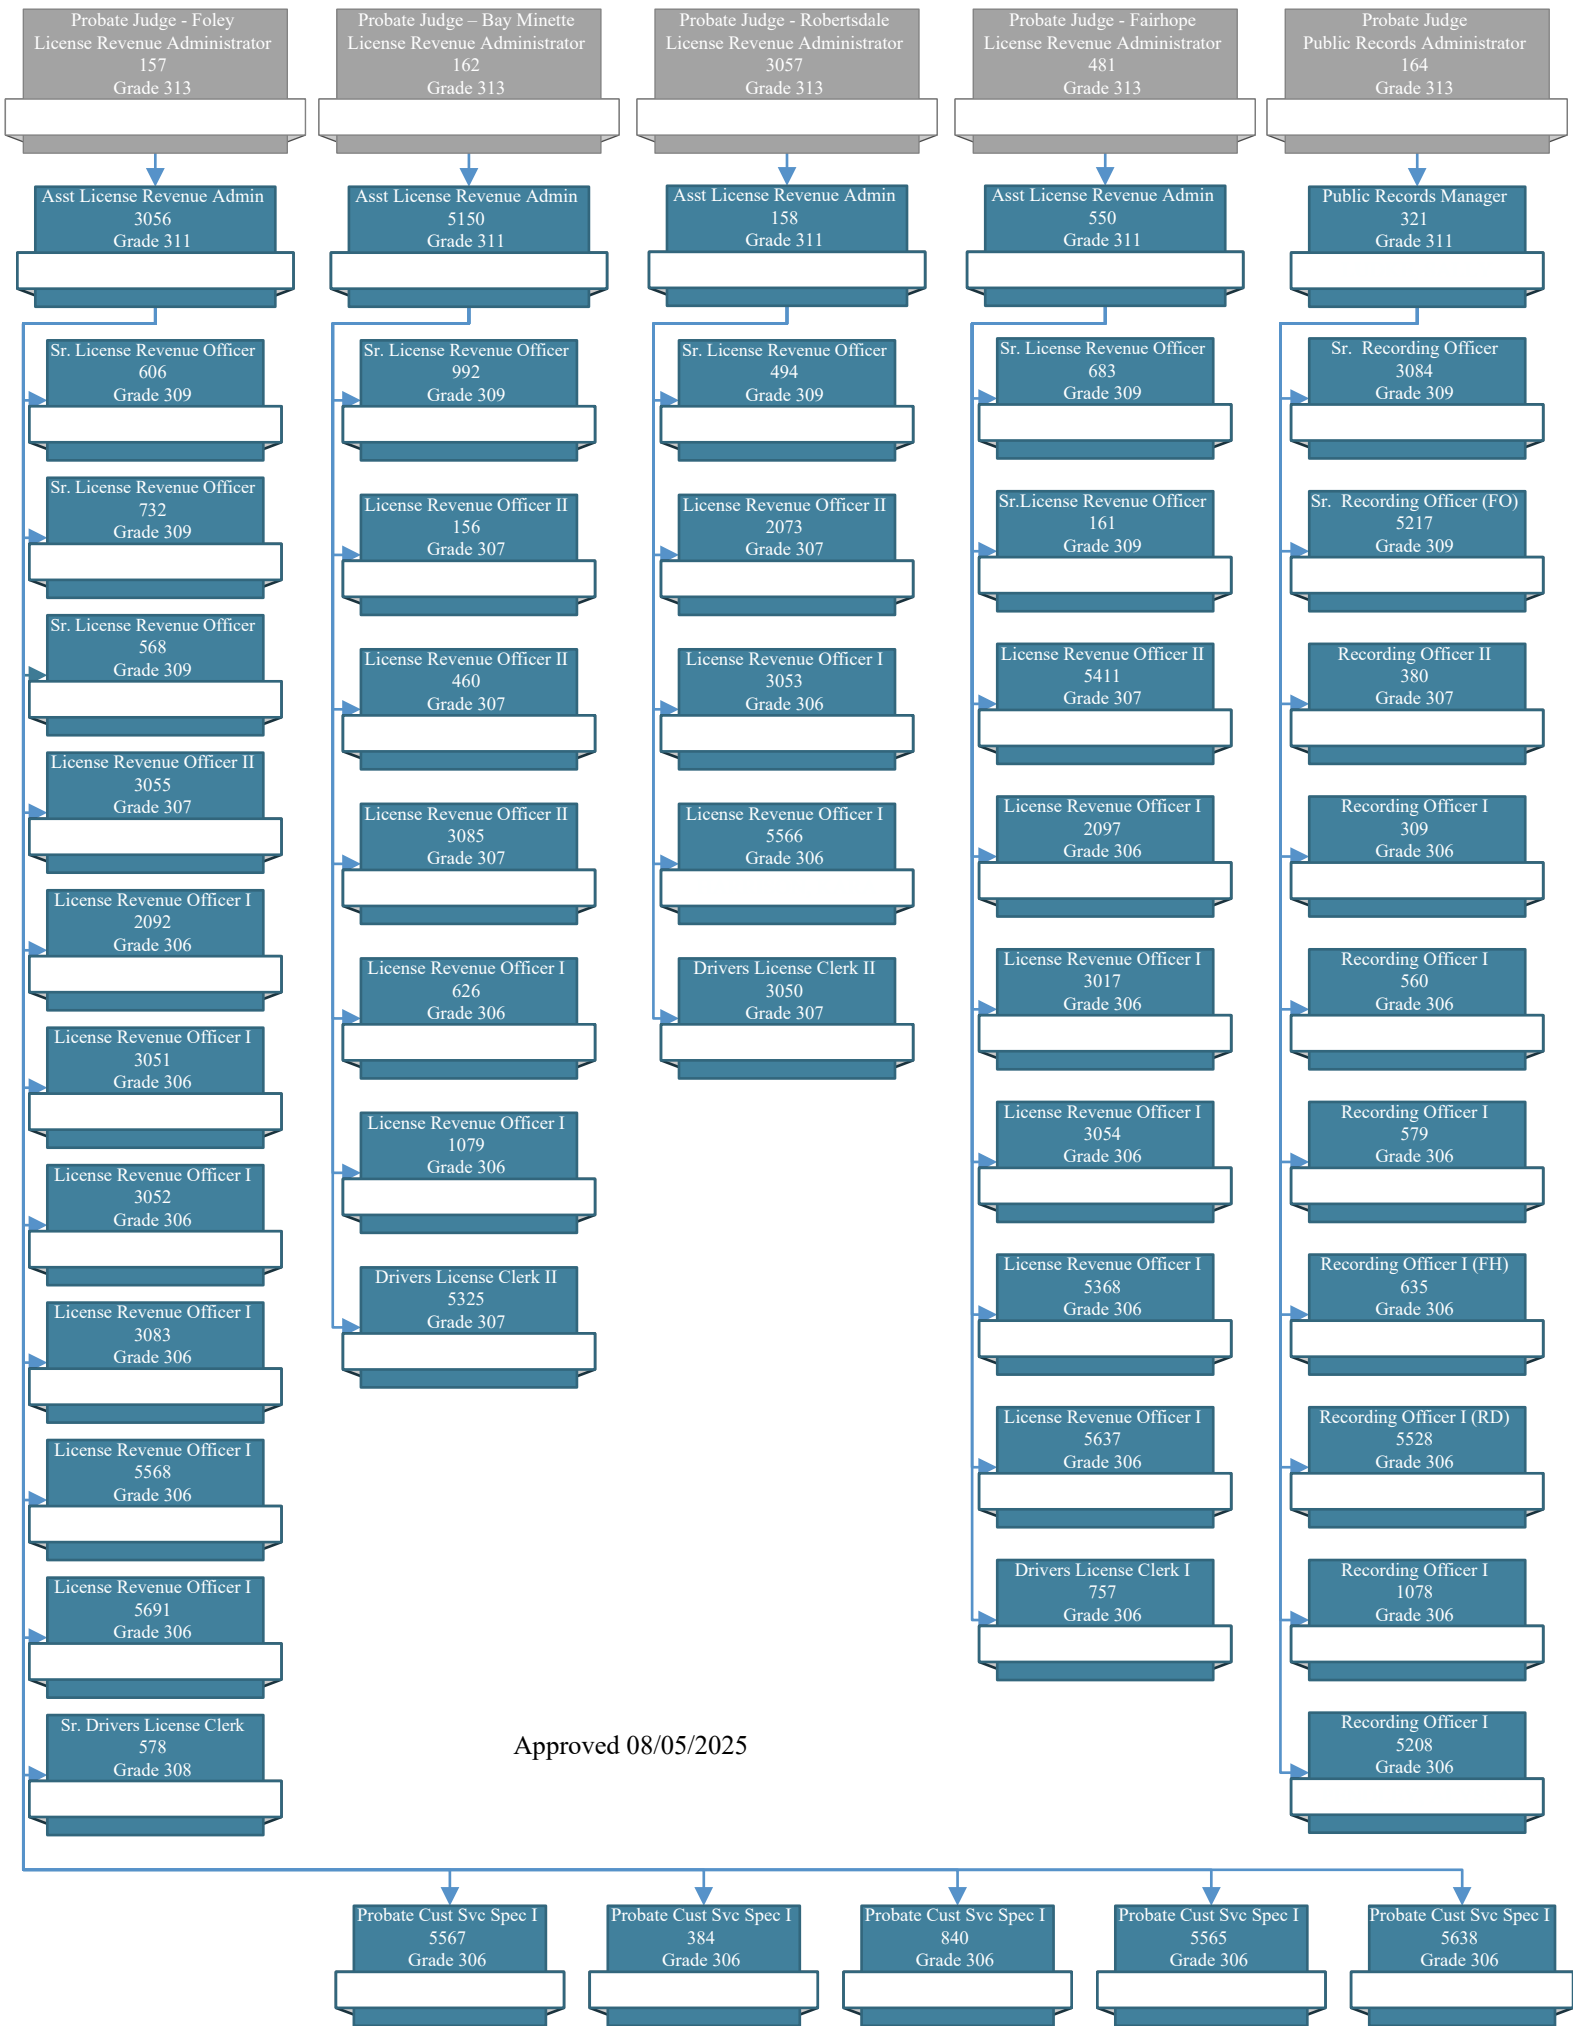 Probate Judge - Foley
License Revenue Administrator
157
Grade 313
Asst License Revenue Admin
3056
Grade 311
Sr. License Revenue Officer
606
Grade 309
Sr. License Revenue Officer
732
Grade 309
Sr. License Revenue Officer
568
Grade 309
License Revenue Officer II
3055
Grade 307
License Revenue Officer I
2092
Grade 306
License Revenue Officer I
3051
Grade 306
License Revenue Officer I
3052
Grade 306
License Revenue Officer I
3083
Grade 306
License Revenue Officer I
5568
Grade 306
License Revenue Officer I
5691
Grade 306
Sr. Drivers License Clerk
578
Grade 308
Probate Judge – Bay Minette
License Revenue Administrator
162
Grade 313
Asst License Revenue Admin
5150
Grade 311
Sr. License Revenue Officer
992
Grade 309
License Revenue Officer II
156
Grade 307
License Revenue Officer II
460
Grade 307
License Revenue Officer II
3085
Grade 307
License Revenue Officer I
626
Grade 306
License Revenue Officer I
1079
Grade 306
Drivers License Clerk II
5325
Grade 307
Probate Judge - Robertsdale
License Revenue Administrator
3057
Grade 313
Asst License Revenue Admin
158
Grade 311
Sr. License Revenue Officer
494
Grade 309
License Revenue Officer II
2073
Grade 307
License Revenue Officer I
3053
Grade 306
License Revenue Officer I
5566
Grade 306
Drivers License Clerk II
3050
Grade 307
Probate Judge - Fairhope
License Revenue Administrator
481
Grade 313
Asst License Revenue Admin
550
Grade 311
Sr. License Revenue Officer
683
Grade 309
Sr.License Revenue Officer
161
Grade 309
License Revenue Officer II
5411
Grade 307
License Revenue Officer I
2097
Grade 306
License Revenue Officer I
3017
Grade 306
License Revenue Officer I
3054
Grade 306
License Revenue Officer I
5368
Grade 306
License Revenue Officer I
5637
Grade 306
Drivers License Clerk I
757
Grade 306
Probate Judge
Public Records Administrator
164
Grade 313
Public Records Manager
321
Grade 311
Sr.  Recording Officer
3084
Grade 309
Sr.  Recording Officer (FO)
5217
Grade 309
Recording Officer II
380
Grade 307
Recording Officer I
309
Grade 306
Recording Officer I
560
Grade 306
Recording Officer I
579
Grade 306
Recording Officer I (FH)
635
Grade 306
Recording Officer I (RD)
5528
Grade 306
Recording Officer I
1078
Grade 306
Recording Officer I
5208
Grade 306
Approved 08/05/2025
Probate Cust Svc Spec I
5567
Grade 306
Probate Cust Svc Spec I
384
Grade 306
Probate Cust Svc Spec I
840
Grade 306
Probate Cust Svc Spec I
5565
Grade 306
Probate Cust Svc Spec I
5638
Grade 306